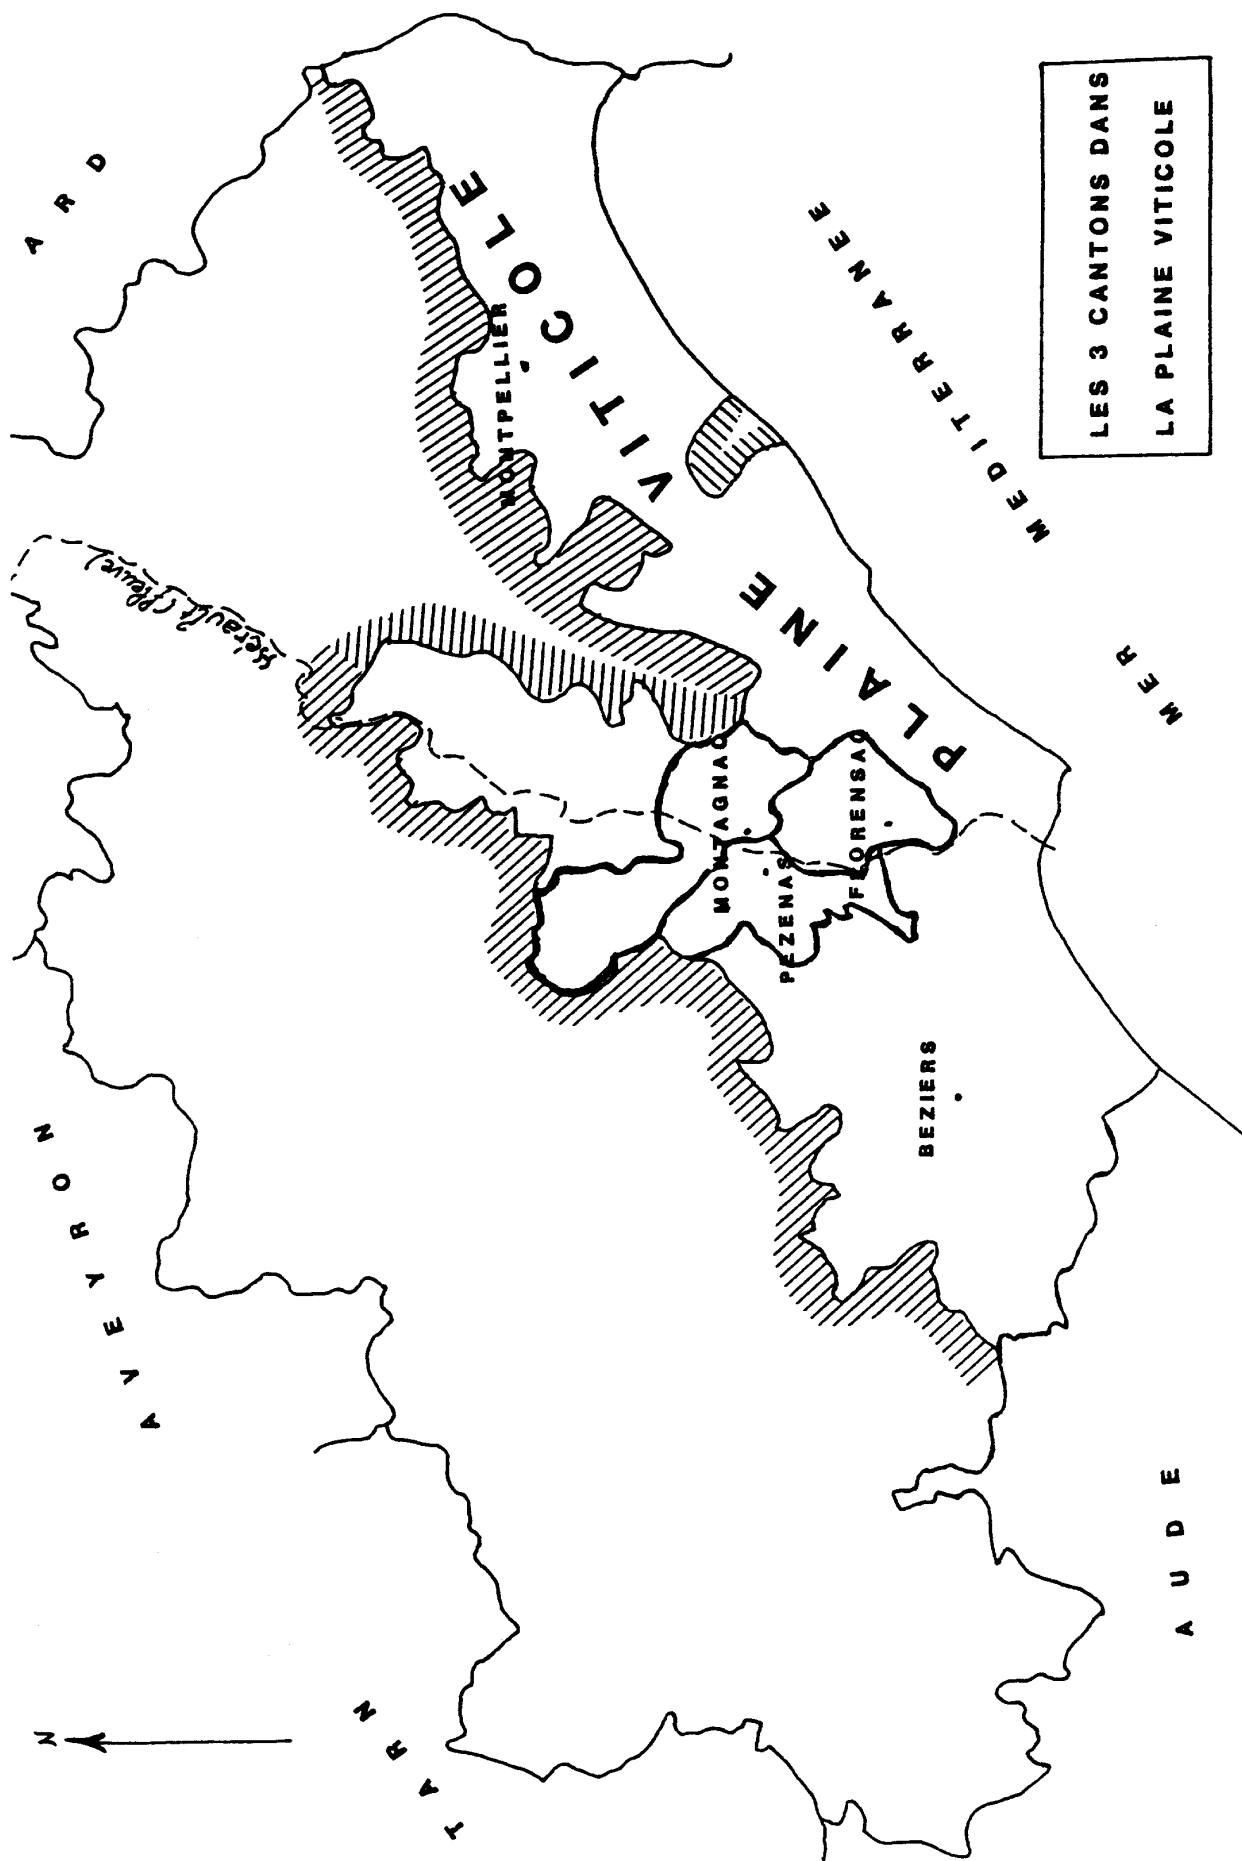 N
ARD
AVEYRON
TARN
Hérault (fleuve)
MONTPELLIER
PLAINE VITICOLE
MONTAGNAC
PEZENAS
FLORENSAC
BEZIERS
MER MEDITERRANEE
AUDE
LES 3 CANTONS DANS
LA PLAINE VITICOLE